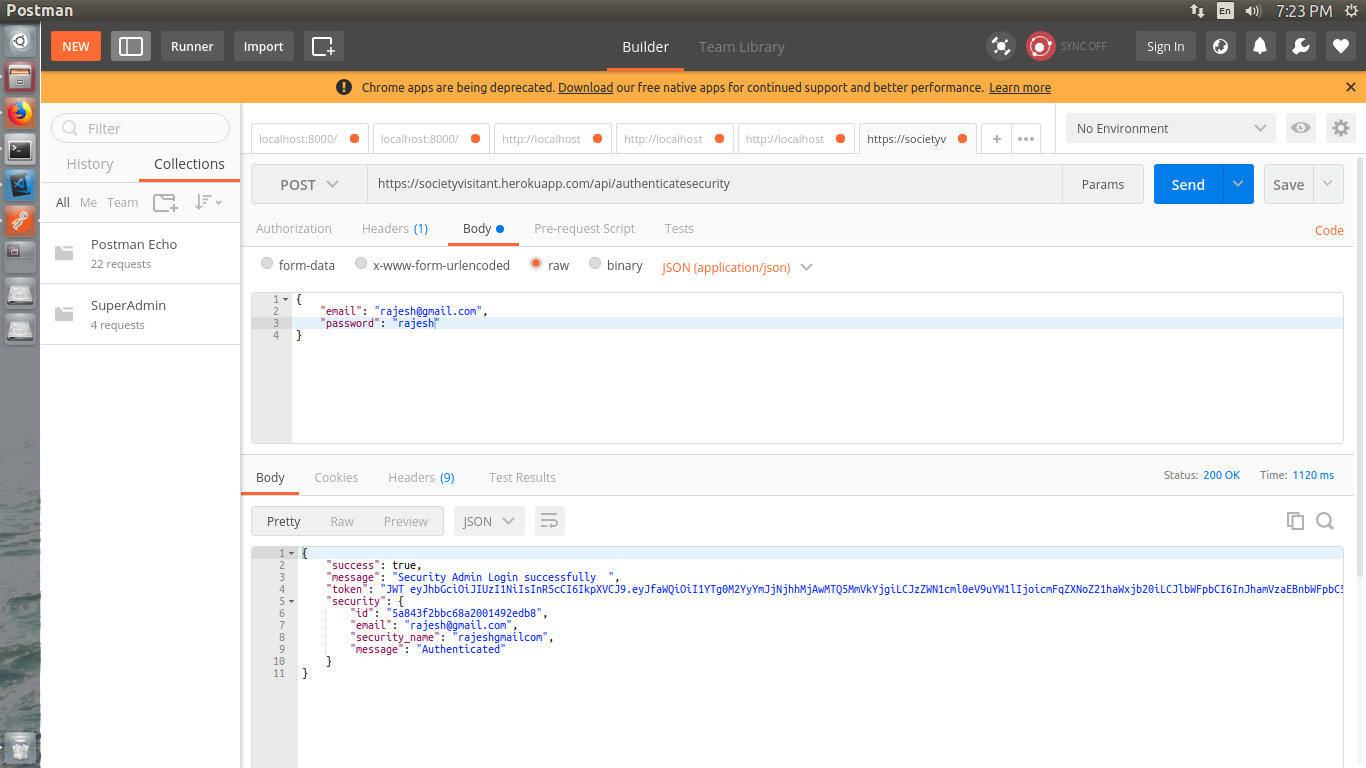 Postman
En
7:23 PM
NEW
Runner
Import
Builder
Team Library
SYNC OFF
Sign In
Chrome apps are being deprecated. Download our free native apps for continued support and better performance. Learn more
Filter
History
Collections
All
Me
Team
Postman Echo
22 requests
SuperAdmin
4 requests
localhost:8000/
localhost:8000/
http://localhost
http://localhost
http://localhost
https://societyv
No Environment
POST
https://societyvisitant.herokuapp.com/api/authenticatesecurity
Params
Send
Save
Authorization
Headers (1)
Body
Pre-request Script
Tests
Code
form-data
x-www-form-urlencoded
raw
binary
JSON (application/json)
1 {
2 "email": "rajesh@gmail.com",
3 "password": "rajesh"
4 }
Body
Cookies
Headers (9)
Test Results
Status: 200 OK
Time: 1120 ms
Pretty
Raw
Preview
JSON
1 {
2 "success": true,
3 "message": "Security Admin Login successfully  ",
4 "token": "JWT
5 "security": {
6 "id": "5a843f2bbc68a2001492edb8",
7 "email": "rajesh@gmail.com",
8 "security_name": "rajeshgmailcom",
9 "message": "Authenticated"
10 }
11 }